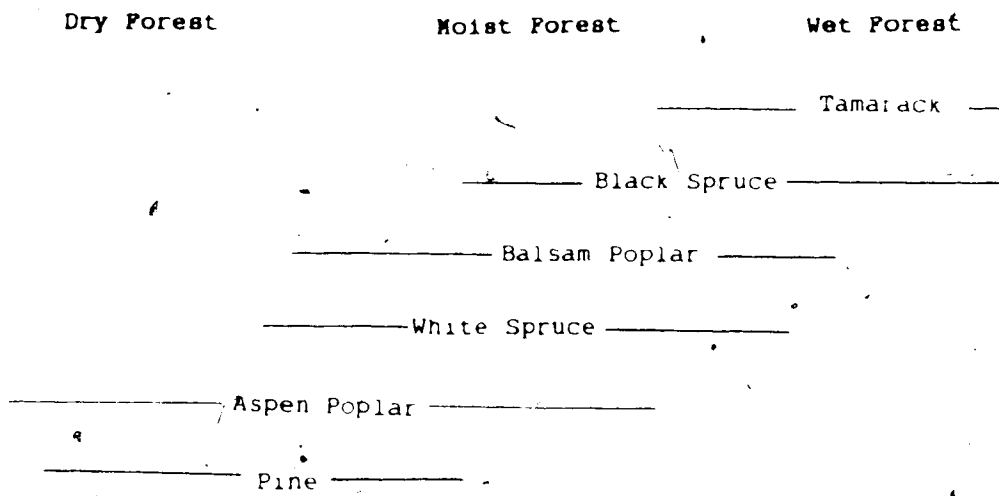 Dry Forest Moist Forest Wet Forest
Tamarack
Black Spruce
Balsam Poplar
White Spruce
Aspen Poplar
Pine